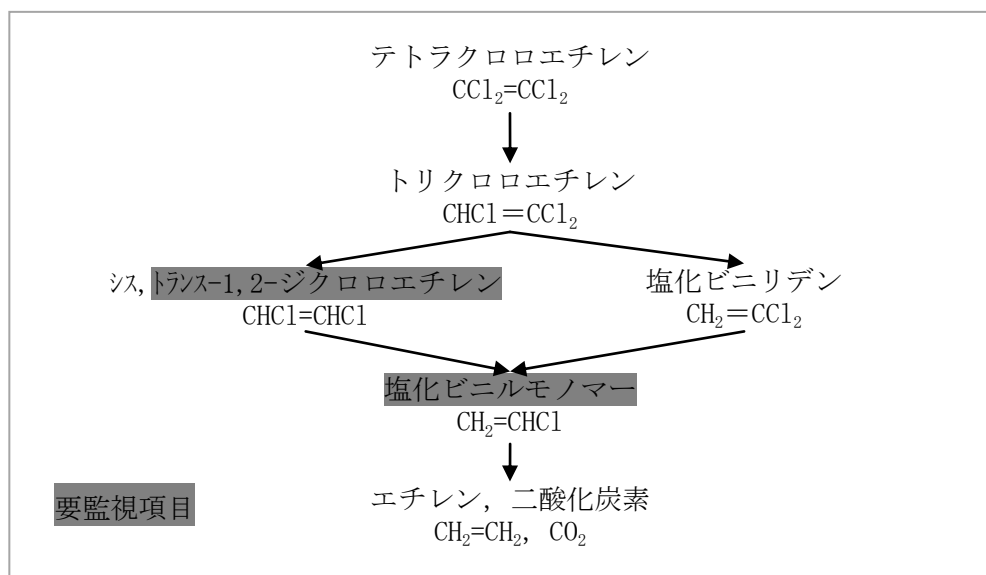 テトラクロロエチレン
CCl₂=CCl₂
トリクロロエチレン
CHCl＝CCl₂
ｼｽ,ﾄﾗﾝｽ-1,2-ジクロロエチレン
CHCl=CHCl
塩化ビニリデン
CH₂＝CCl₂
塩化ビニルモノマー
CH₂=CHCl
エチレン, 二酸化炭素
CH₂=CH₂, CO₂
要監視項目